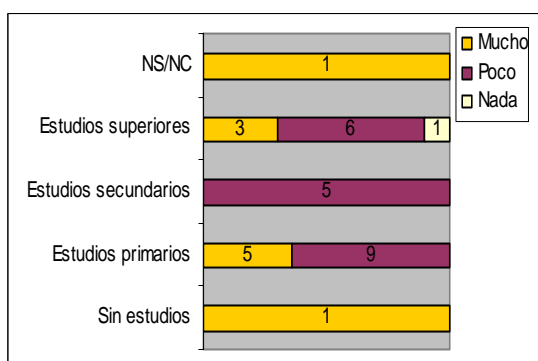 Mucho
Poco
Nada
NS/NC
1
Estudios superiores
3 6 1
Estudios secundarios
5
Estudios primarios
5 9
Sin estudios
1